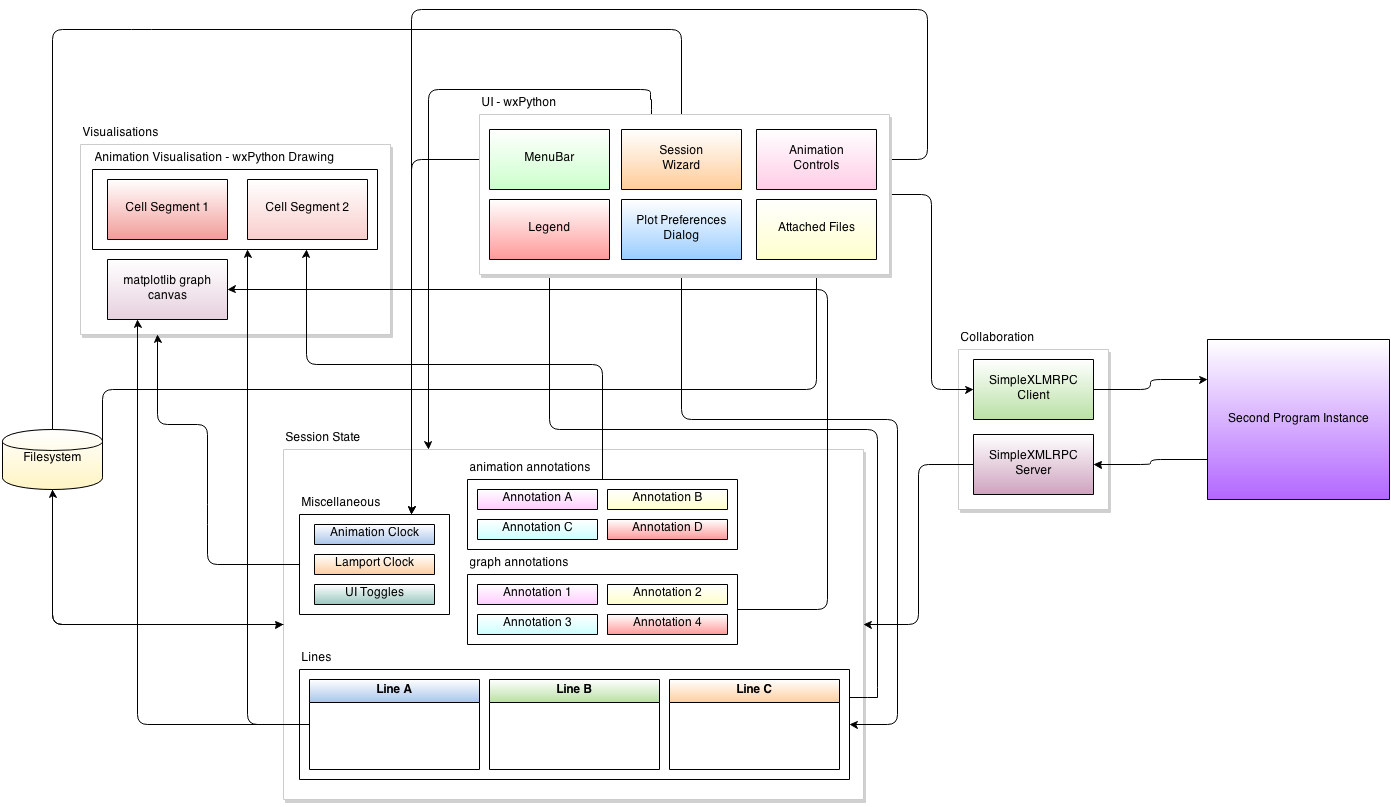 UI - wxPython
MenuBar
Session
Wizard
Animation
Controls
Legend
Plot Preferences
Dialog
Attached Files
Visualisations
Animation Visualisation - wxPython Drawing
Cell Segment 1
Cell Segment 2
matplotlib graph
canvas
Collaboration
SimpleXLMRPC
Client
SimpleXMLRPC
Server
Second Program Instance
Filesystem
Session State
Miscellaneous
Animation Clock
Lamport Clock
UI Toggles
animation annotations
Annotation A
Annotation B
Annotation C
Annotation D
graph annotations
Annotation 1
Annotation 2
Annotation 3
Annotation 4
Lines
Line A
Line B
Line C